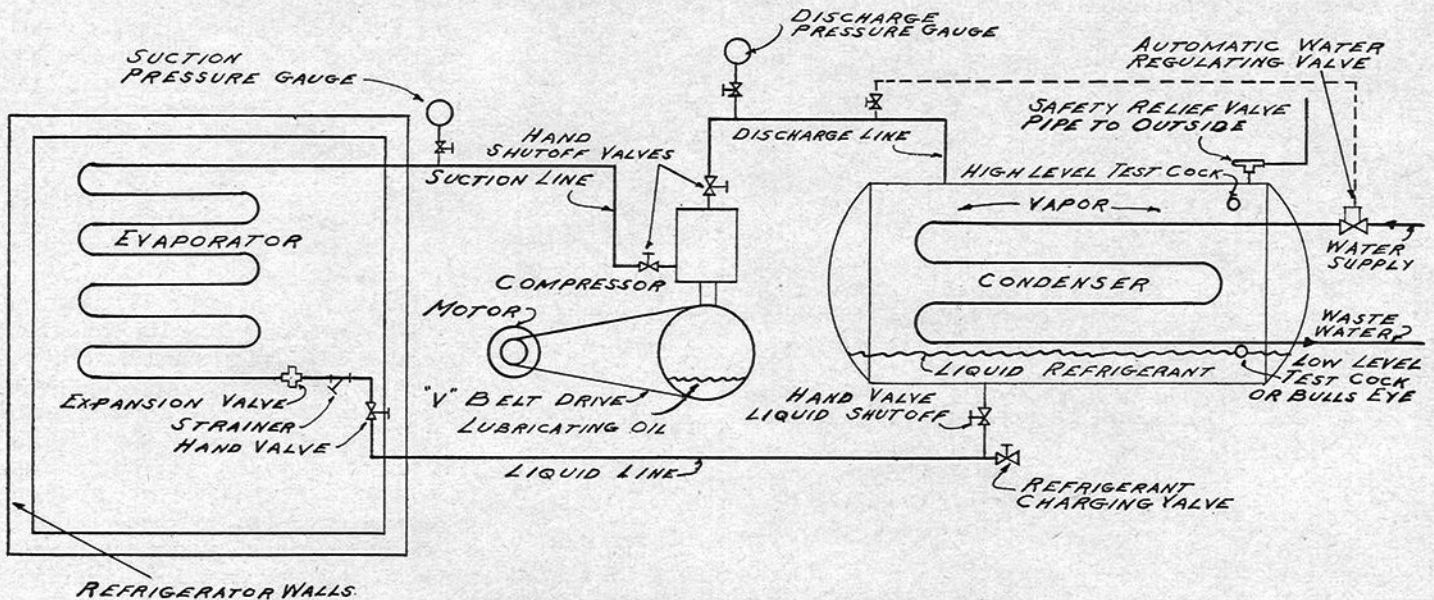 DISCHARGE
PRESSURE GAUGE
SUCTION
PRESSURE GAUGE
AUTOMATIC WATER
REGULATING VALVE
SAFETY RELIEF VALVE
PIPE TO OUTSIDE
HAND
SHUTOFF VALVES
DISCHARGE LINE
SUCTION LINE
HIGH LEVEL TEST COCK
VAPOR
EVAPORATOR
WATER
SUPPLY
COMPRESSOR
CONDENSER
MOTOR
WASTE
WATER
LIQUID REFRIGERANT
LOW LEVEL
TEST COCK
OR BULLS EYE
EXPANSION VALVE
STRAINER
HAND VALVE
"V" BELT DRIVE
LUBRICATING OIL
HAND VALVE
LIQUID SHUTOFF
LIQUID LINE
REFRIGERANT
CHARGING VALVE
REFRIGERATOR WALLS